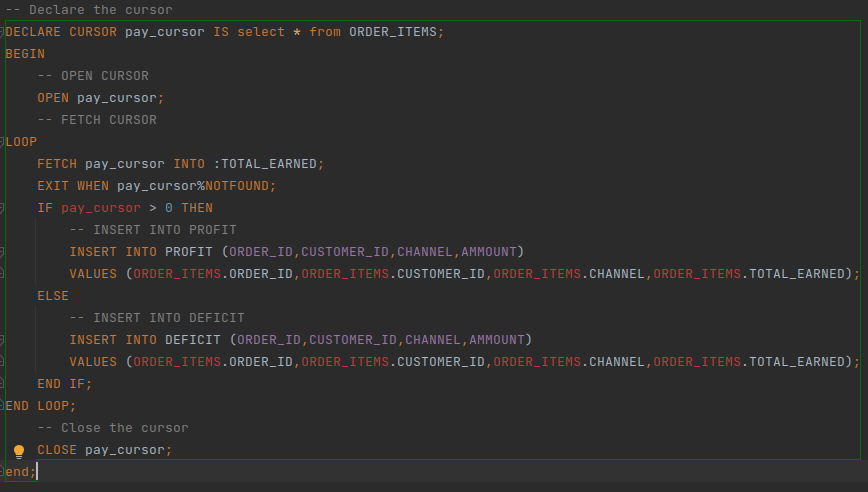 -- Declare the cursor
DECLARE CURSOR pay_cursor IS select * from ORDER_ITEMS;
BEGIN
    -- OPEN CURSOR
    OPEN pay_cursor;
    -- FETCH CURSOR
LOOP
    FETCH pay_cursor INTO :TOTAL_EARNED;
    EXIT WHEN pay_cursor%NOTFOUND;
    IF pay_cursor > 0 THEN
        -- INSERT INTO PROFIT
        INSERT INTO PROFIT (ORDER_ID,CUSTOMER_ID,CHANNEL,AMMOUNT)
        VALUES (ORDER_ITEMS.ORDER_ID,ORDER_ITEMS.CUSTOMER_ID,ORDER_ITEMS.CHANNEL,ORDER_ITEMS.TOTAL_EARNED);
    ELSE
        -- INSERT INTO DEFICIT
        INSERT INTO DEFICIT (ORDER_ID,CUSTOMER_ID,CHANNEL,AMMOUNT)
        VALUES (ORDER_ITEMS.ORDER_ID,ORDER_ITEMS.CUSTOMER_ID,ORDER_ITEMS.CHANNEL,ORDER_ITEMS.TOTAL_EARNED);
    END IF;
END LOOP;
    -- Close the cursor
    CLOSE pay_cursor;
end;